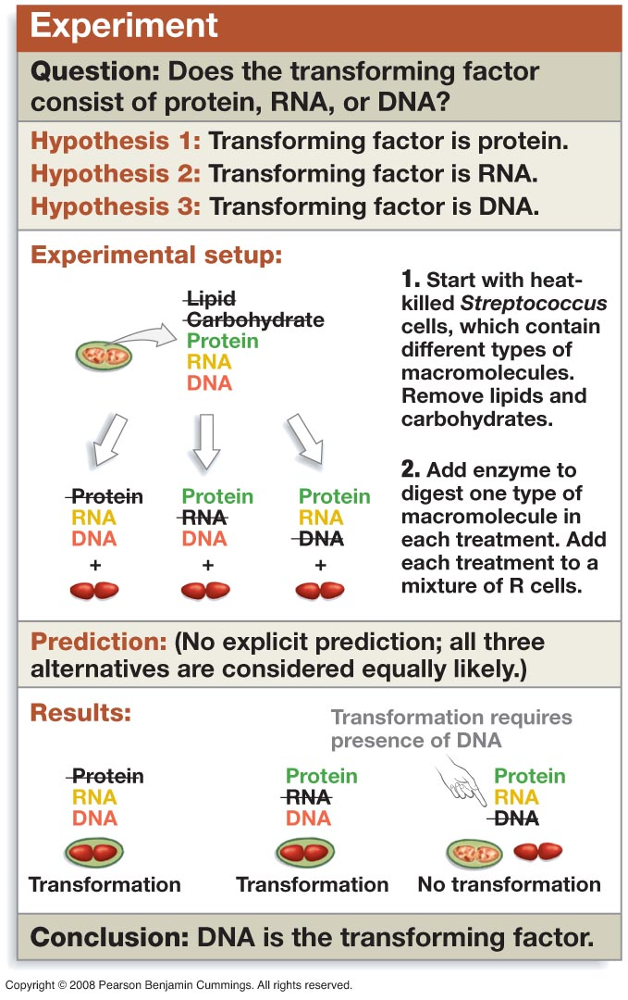 Experiment
Question: Does the transforming factor
consist of protein, RNA, or DNA?
Hypothesis 1: Transforming factor is protein.
Hypothesis 2: Transforming factor is RNA.
Hypothesis 3: Transforming factor is DNA.
Experimental setup:
Lipid
Carbohydrate
Protein
RNA
DNA
1. Start with heat-
killed Streptococcus
cells, which contain
different types of
macromolecules.
Remove lipids and
carbohydrates.
Protein
RNA
DNA
+
Protein
RNA
DNA
+
Protein
RNA
DNA
+
2. Add enzyme to
digest one type of
macromolecule in
each treatment. Add
each treatment to a
mixture of R cells.
Prediction: (No explicit prediction; all three
alternatives are considered equally likely.)
Results:
Transformation requires
presence of DNA
Protein
RNA
DNA
Transformation
Protein
RNA
DNA
Transformation
Protein
RNA
DNA
No transformation
Conclusion: DNA is the transforming factor.
Copyright © 2008 Pearson Benjamin Cummings. All rights reserved.